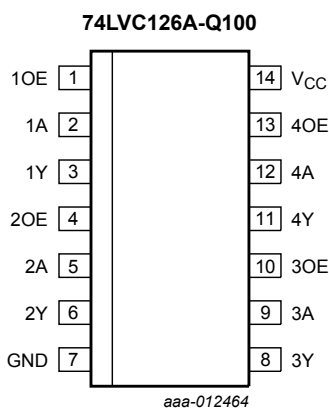 74LVC126A-Q100
1OE 1 14 VCC
1A 2 13 4OE
1Y 3 12 4A
2OE 4 11 4Y
2A 5 10 3OE
2Y 6 9 3A
GND 7 8 3Y
aaa-012464